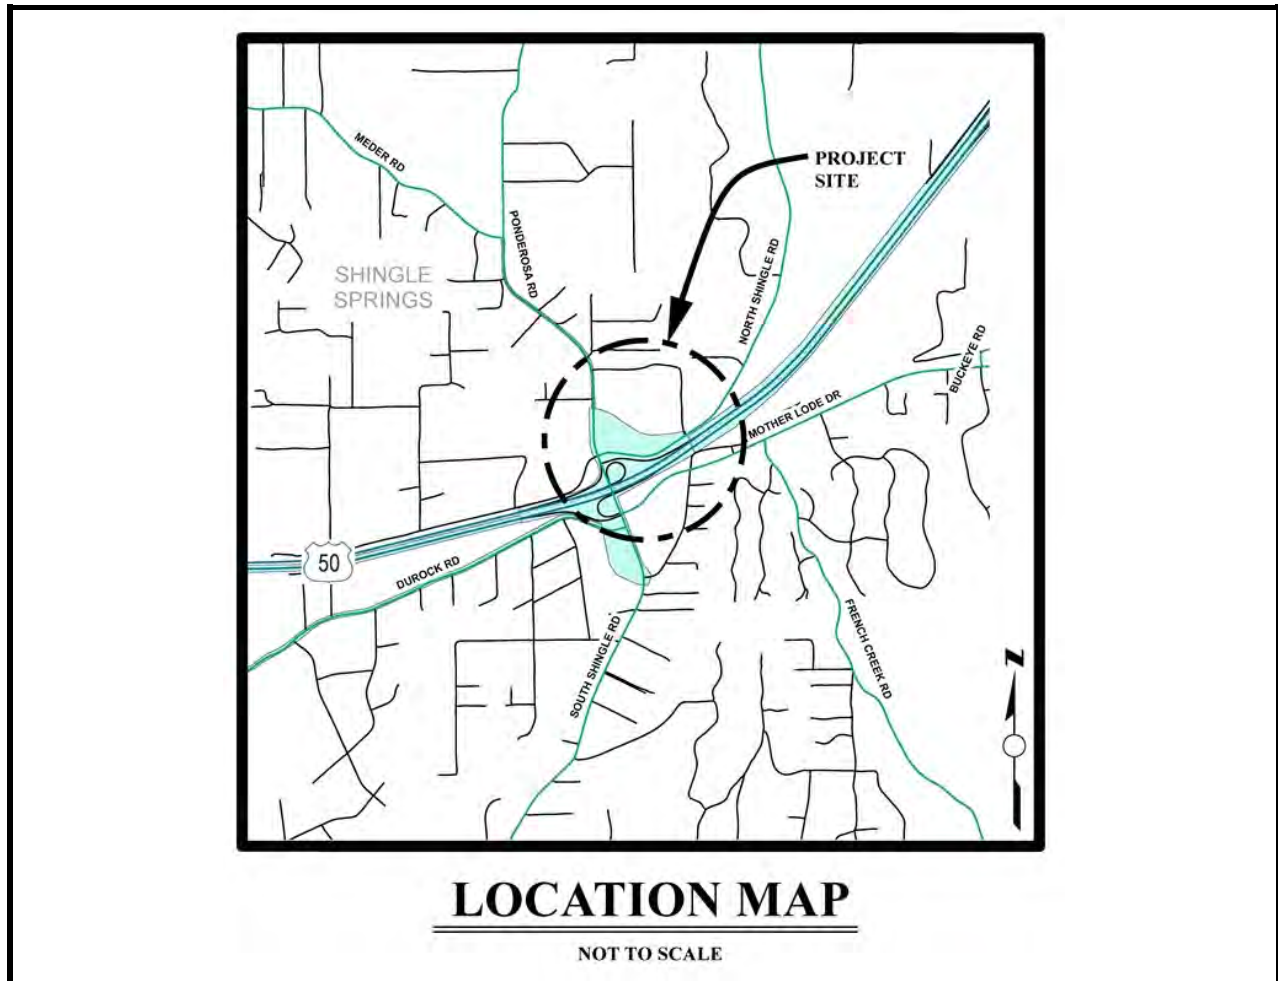 MEDER RD
PROJECT
SITE
PONDEROSA RD
NORTH SHINGLE RD
SHINGLE
SPRINGS
BUCKEYE RD
MOTHER LODE DR
50
DUROCK RD
SOUTH SHINGLE RD
FRENCH CREEK RD
N
LOCATION MAP
NOT TO SCALE